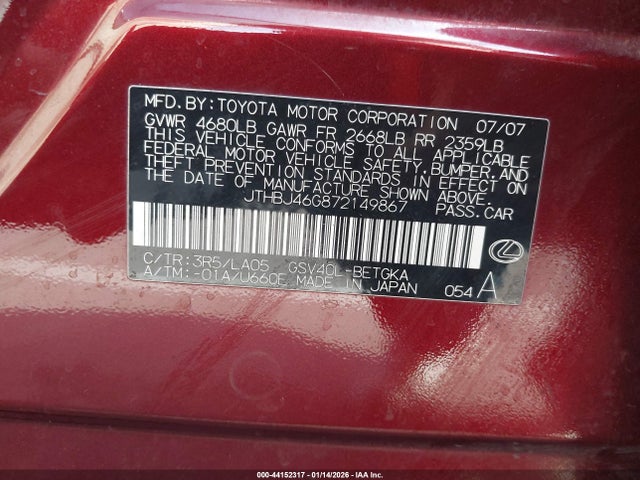 MFD. BY: TOYOTA MOTOR CORPORATION 07/07
GVWR 4680LB GAWR FR 2668LB RR 2359LB
THIS VEHICLE CONFORMS TO ALL APPLICABLE
FEDERAL MOTOR VEHICLE SAFETY, BUMPER, AND
THEFT PREVENTION STANDARDS IN EFFECT ON
THE DATE OF MANUFACTURE SHOWN ABOVE.
JTHBJ46G872149867 PASS. CAR
C/TR: 3R5/LA05 GSV40L-BETGKA
A/TM: -01A/U660E MADE IN JAPAN
054 A
000-44152317 - 01/14/2026 - IAA Inc.